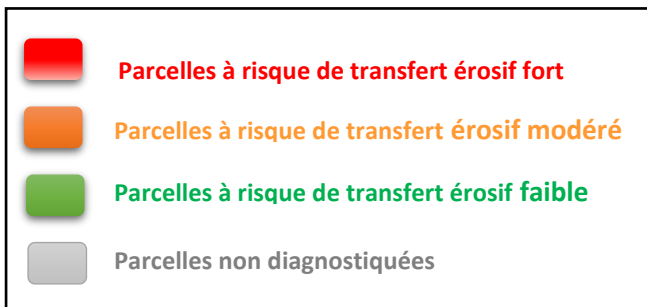 Parcelles à risque de transfert érosif fort
Parcelles à risque de transfert érosif modéré
Parcelles à risque de transfert érosif faible
Parcelles non diagnostiquées